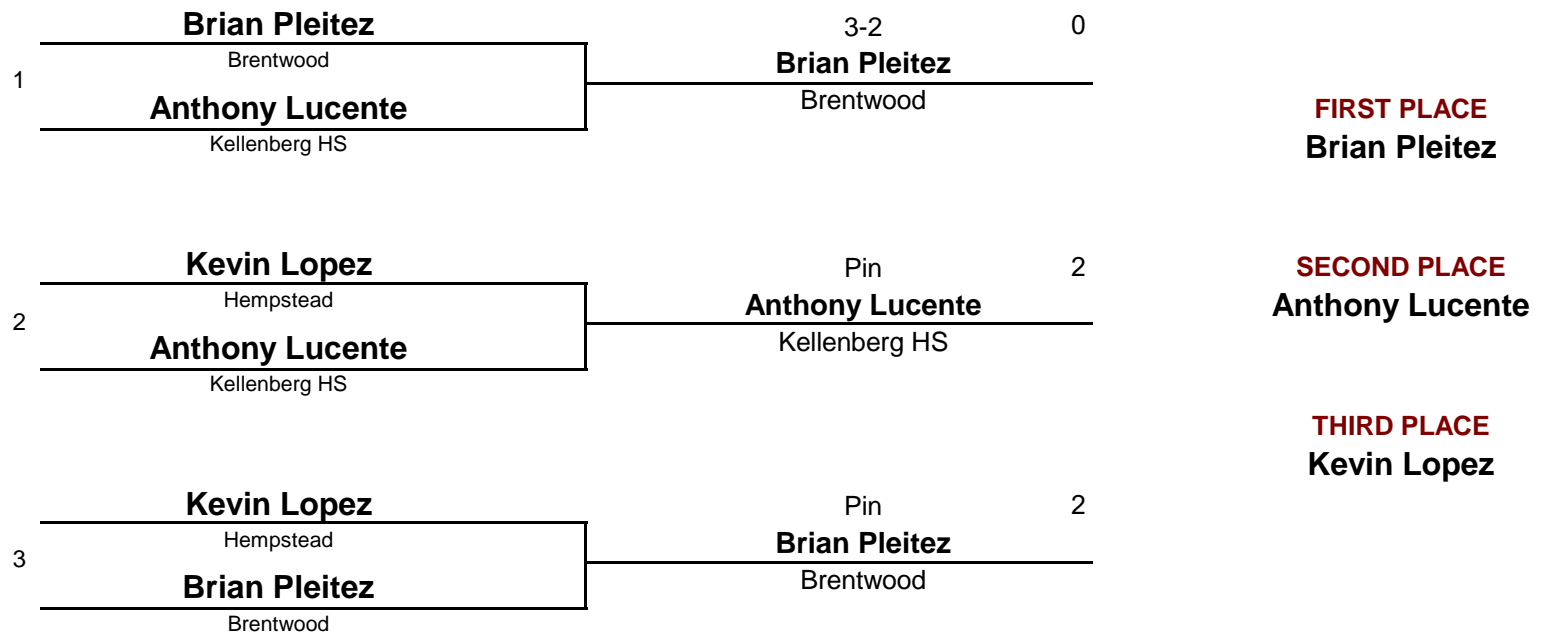 Brian Pleitez
3-2
0
Brentwood
Brian Pleitez
1
Anthony Lucente
Brentwood
Kellenberg HS
FIRST PLACE
Brian Pleitez
Kevin Lopez
Pin
2
Hempstead
Anthony Lucente
2
Anthony Lucente
Kellenberg HS
Kellenberg HS
SECOND PLACE
Anthony Lucente
THIRD PLACE
Kevin Lopez
Kevin Lopez
Pin
2
Hempstead
Brian Pleitez
3
Brian Pleitez
Brentwood
Brentwood